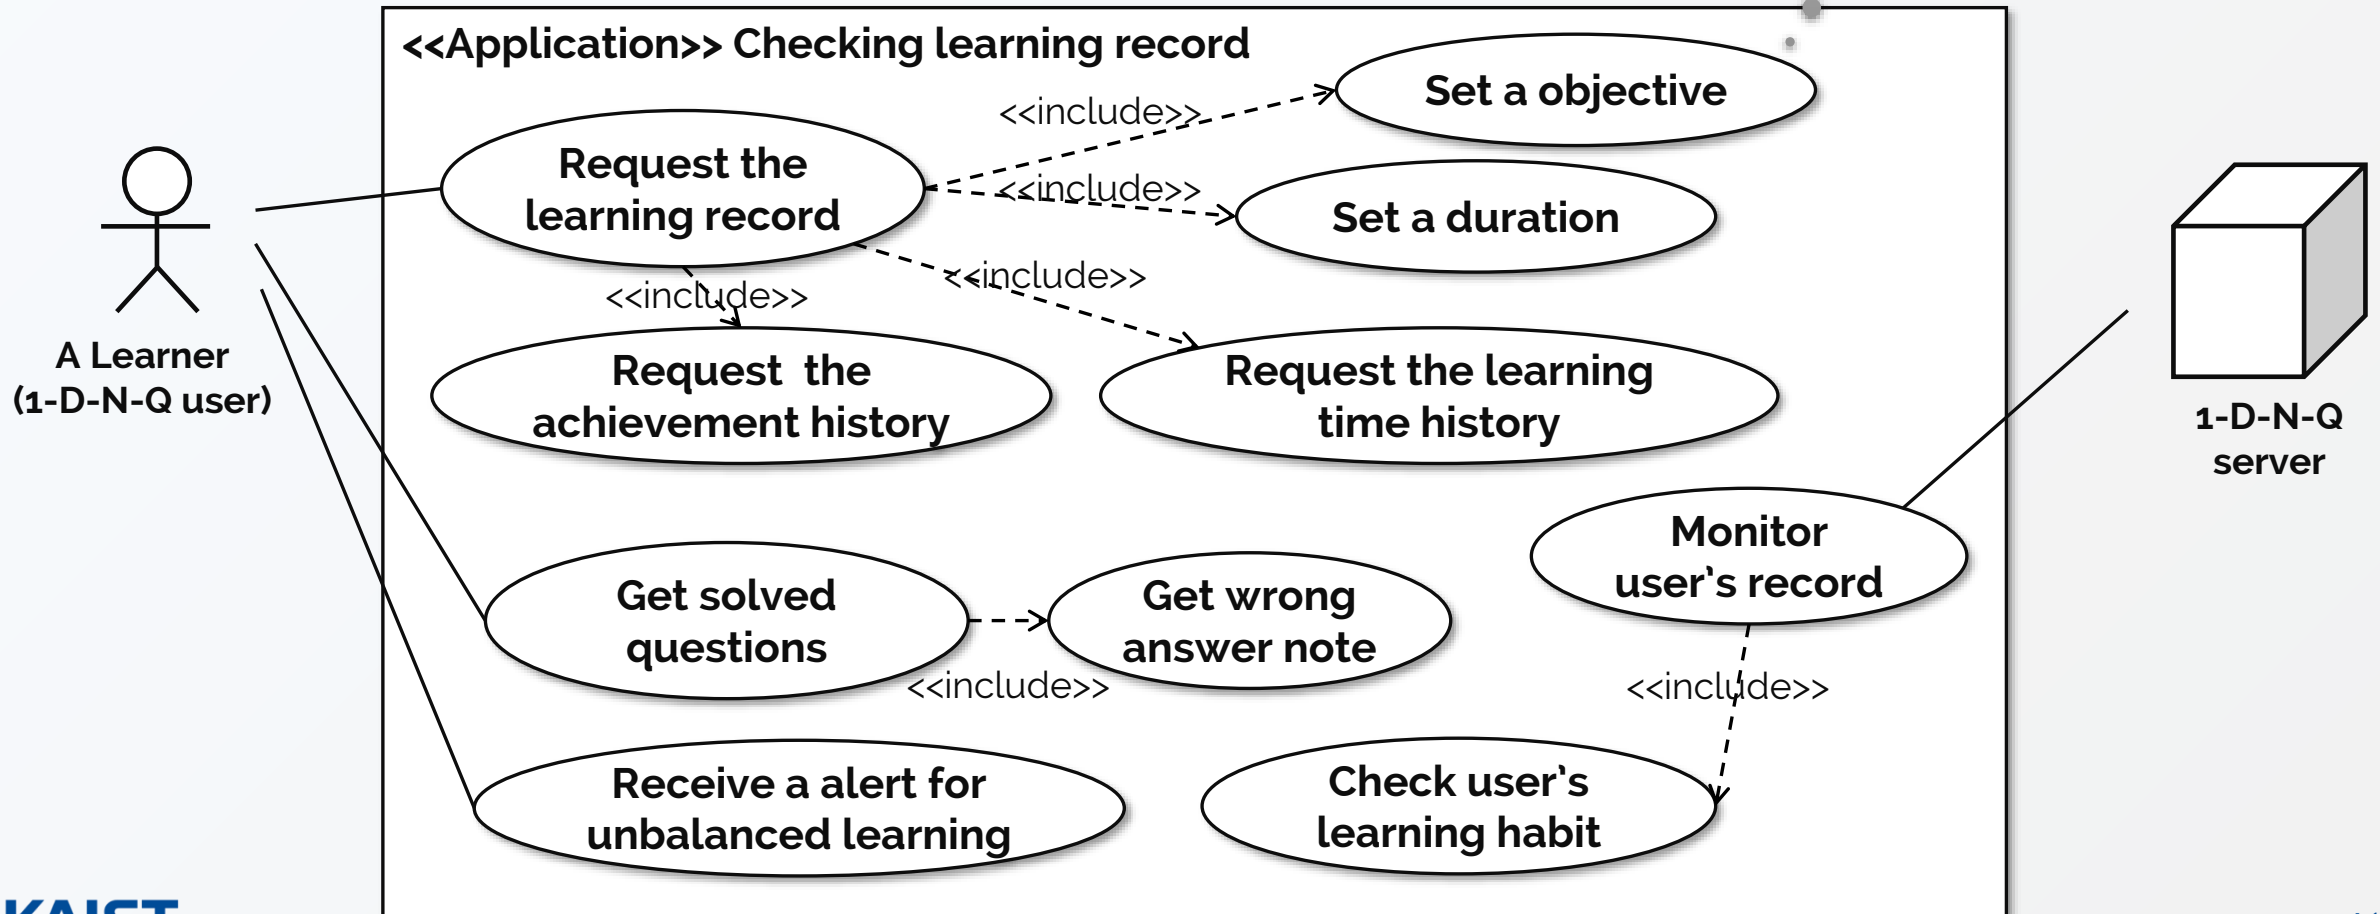 <<Application>> Checking learning record
Set a objective
<<include>>
Request the
learning record
<<include>>
Set a duration
<<include>>
<<include>>
A Learner
(1-D-N-Q user)
Request  the
achievement history
Request the learning
time history
1-D-N-Q
server
Monitor
user's record
Get solved
questions
Get wrong
answer note
<<include>>
<<include>>
Receive a alert for
unbalanced learning
Check user's
learning habit
KAIST